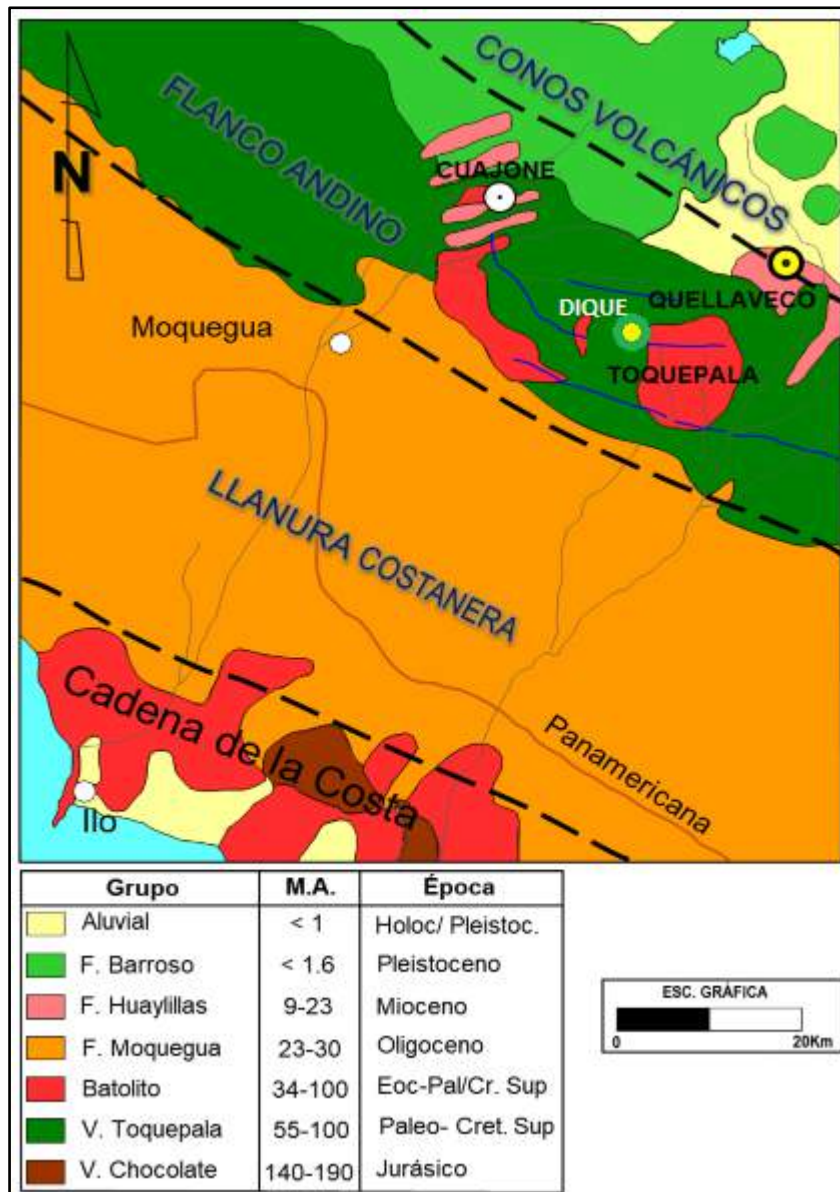 CONOS VOLCÁNICOS
FLANCO ANDINO
N
CUAJONE
QUELLAVECO
DIQUE
Moquegua
TOQUEPALA
LLANURA COSTANERA
Cadena de la Costa
Panamericana
Ilo
Grupo M.A. Época
Aluvial < 1 Holoc/ Pleistoc.
F. Barroso < 1.6 Pleistoceno
F. Huaylillas 9-23 Mioceno
F. Moquegua 23-30 Oligoceno
Batolito 34-100 Eoc-Pal/Cr. Sup
V. Toquepala 55-100 Paleo- Cret. Sup
V. Chocolate 140-190 Jurásico
ESC. GRÁFICA
0 20Km